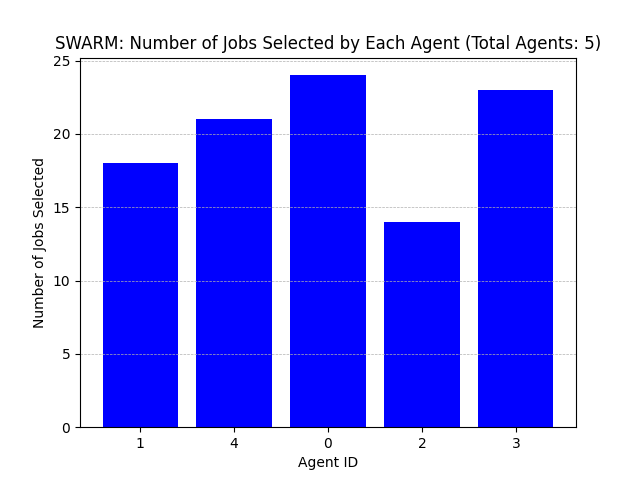 SWARM: Number of Jobs Selected by Each Agent (Total Agents: 5)
25
20
15
10
5
0
Number of Jobs Selected
1 4 0 2 3
Agent ID